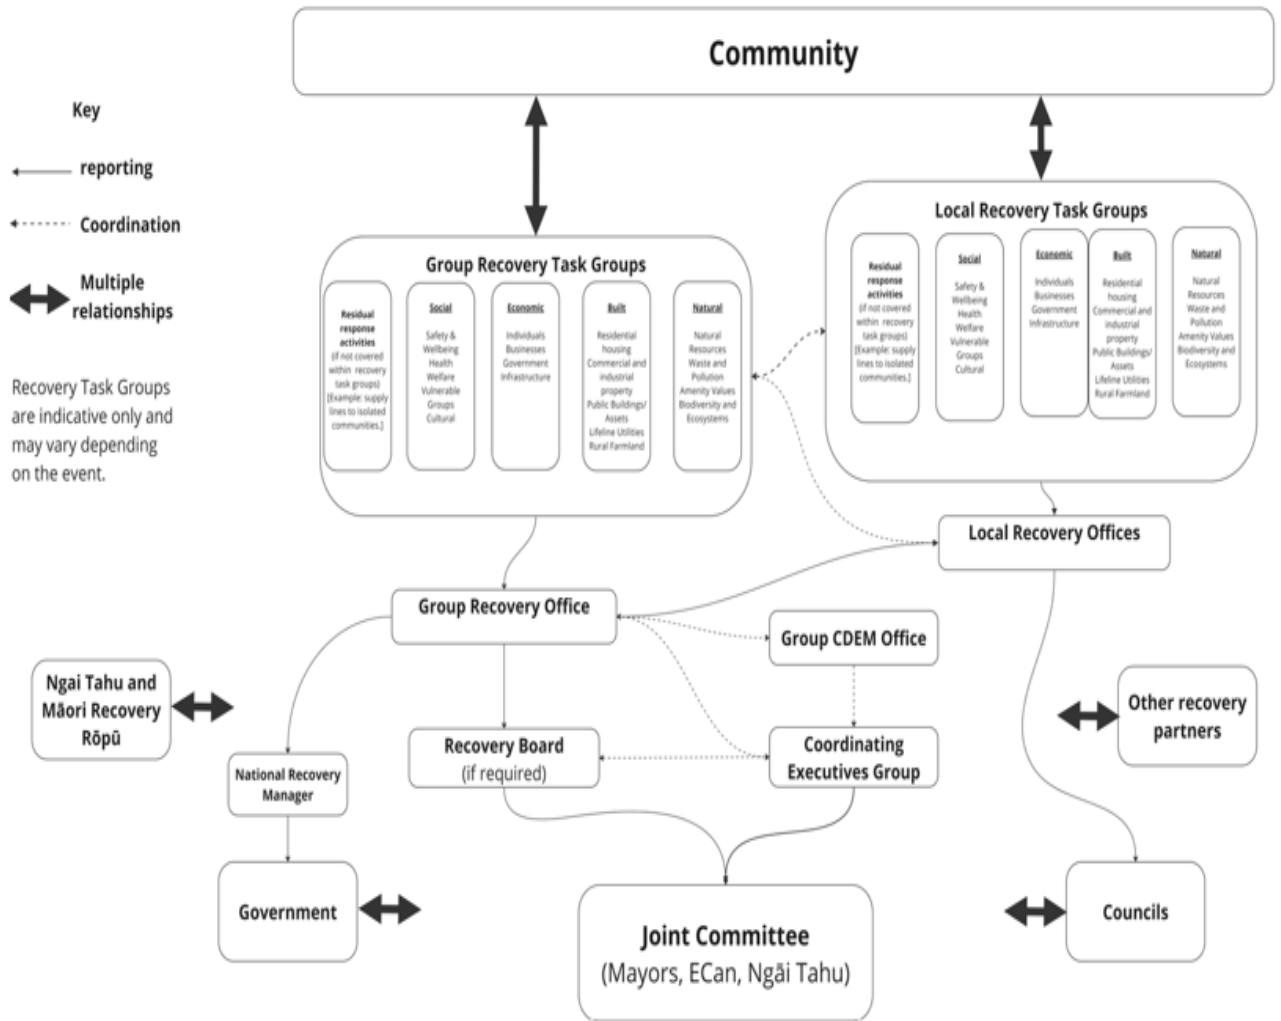 Community
Key
reporting
Coordination
Multiple
relationships
Recovery Task Groups
are indicative only and
may vary depending
on the event.
Group Recovery Task Groups
Residual
response
activities
(if not covered
within recovery
task groups)
[Example: supply
lines to isolated
communities.]
Social
Safety &
Wellbeing
Health
Welfare
Vulnerable
Groups
Cultural
Economic
Individuals
Businesses
Government
Infrastructure
Built
Residential
housing
Commercial and
industrial
property
Public Buildings/
Assets
Lifeline Utilities
Rural Farmland
Natural
Natural
Resources
Waste and
Pollution
Amenity Values
Biodiversity and
Ecosystems
Local Recovery Task Groups
Residual
response
activities
(if not covered
within recovery
task groups)
[Example: supply
lines to isolated
communities.]
Social
Safety &
Wellbeing
Health
Welfare
Vulnerable
Groups
Cultural
Economic
Individuals
Businesses
Government
Infrastructure
Built
Residential
housing
Commercial and
industrial
property
Public Buildings/
Assets
Lifeline Utilities
Rural Farmland
Natural
Natural
Resources
Waste and
Pollution
Amenity Values
Biodiversity and
Ecosystems
Local Recovery Offices
Group Recovery Office
Group CDEM Office
Ngai Tahu and
Māori Recovery
Rōpū
Other recovery
partners
National Recovery
Manager
Recovery Board
(if required)
Coordinating
Executives Group
Government
Joint Committee
(Mayors, ECan, Ngāi Tahu)
Councils